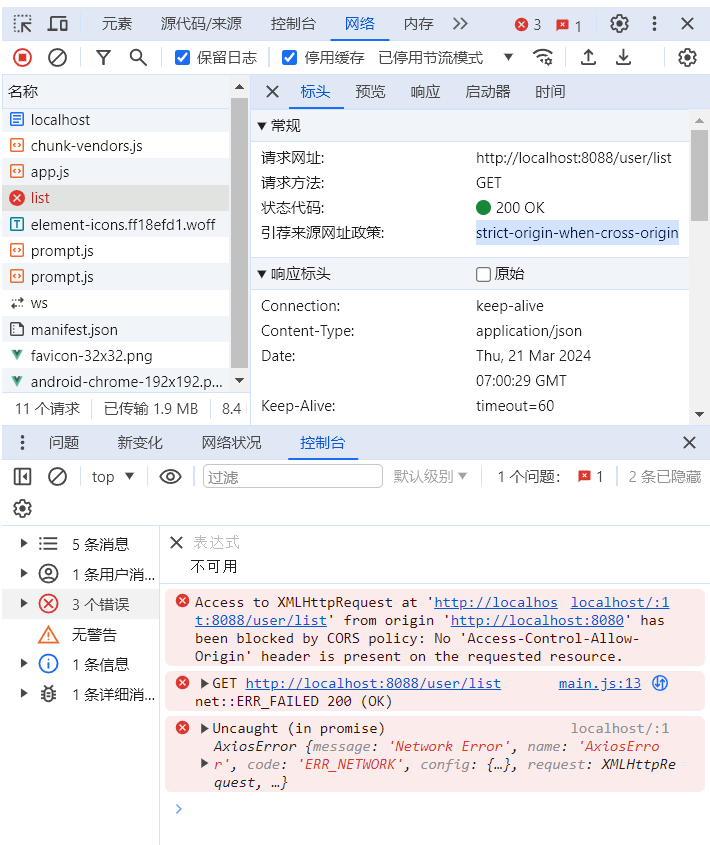 元素 源代码/来源 控制台 网络 内存 3 1
保留日志 停用缓存 已停用节流模式
名称
localhost
chunk-vendors.js
app.js
list
element-icons.ff18efd1.woff
prompt.js
prompt.js
ws
manifest.json
favicon-32x32.png
android-chrome-192x192.p...
11 个请求 已传输 1.9 MB 8.4
标头 预览 响应 启动器 时间
常规
请求网址: http://localhost:8088/user/list
请求方法: GET
状态代码: 200 OK
引荐来源网址政策: strict-origin-when-cross-origin
响应标头 原始
Connection: keep-alive
Content-Type: application/json
Date: Thu, 21 Mar 2024
07:00:29 GMT
Keep-Alive: timeout=60
问题 新变化 网络状况 控制台
top 过滤 默认级别 1 个问题: 1 2 条已隐藏
5 条消息
1 条用户消...
3 个错误
无警告
1 条信息
1 条详细消...
表达式
不可用
Access to XMLHttpRequest at 'http://localhos localhost/:1
t:8088/user/list' from origin 'http://localhost:8080' has
been blocked by CORS policy: No 'Access-Control-Allow-
Origin' header is present on the requested resource.
GET http://localhost:8088/user/list main.js:13
net::ERR_FAILED 200 (OK)
Uncaught (in promise) localhost/:1
AxiosError {message: 'Network Error', name: 'AxiosErro
r', code: 'ERR_NETWORK', config: {…}, request: XMLHttpRe
quest, …}